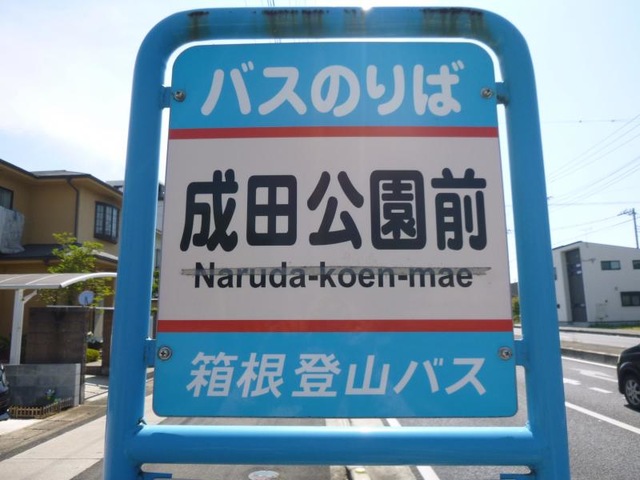 バスのりば
成田公園前
Naruda-koen-mae
箱根登山バス